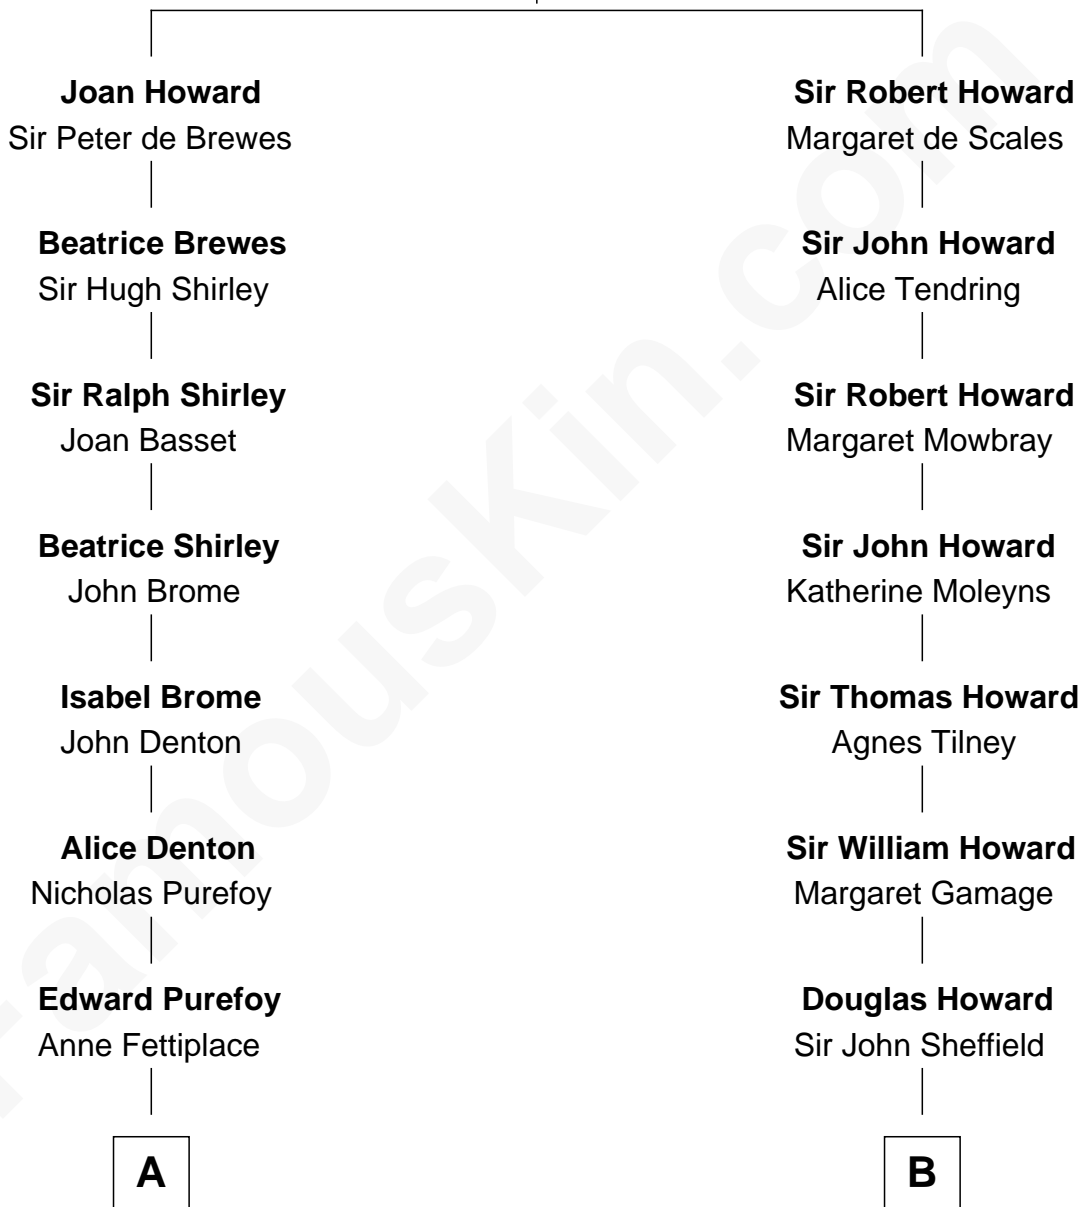 Joan Howard
Sir Peter de Brewes
Beatrice Brewes
Sir Hugh Shirley
Sir Ralph Shirley
Joan Basset
Beatrice Shirley
John Brome
Isabel Brome
John Denton
Alice Denton
Nicholas Purefoy
Edward Purefoy
Anne Fettiplace
A
Sir Robert Howard
Margaret de Scales
Sir John Howard
Alice Tendring
Sir Robert Howard
Margaret Mowbray
Sir John Howard
Katherine Moleyns
Sir Thomas Howard
Agnes Tilney
Sir William Howard
Margaret Gamage
Douglas Howard
Sir John Sheffield
B
FamousKin.com